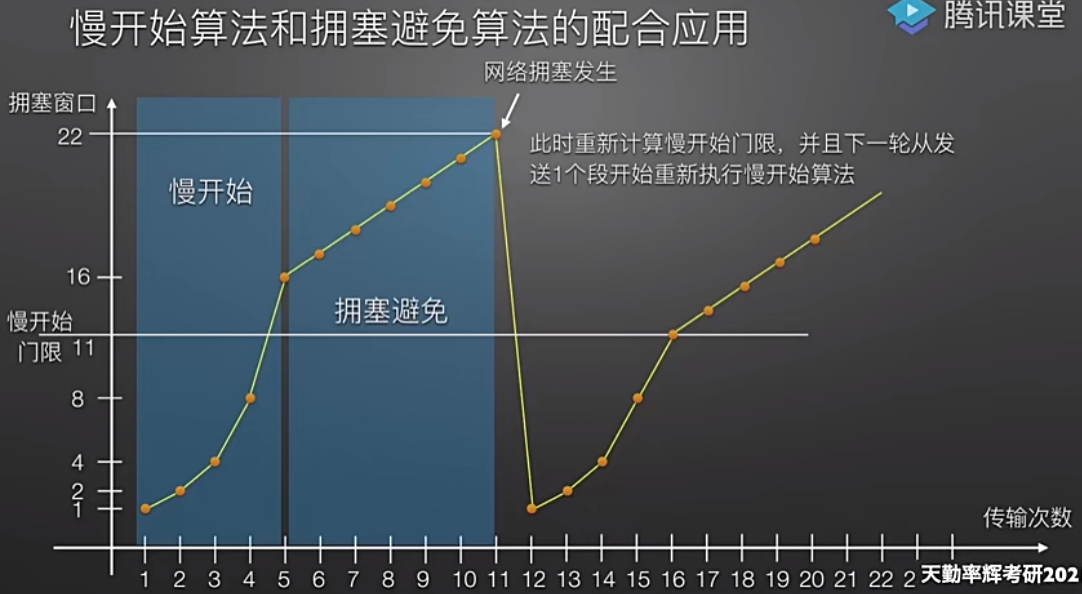 慢开始算法和拥塞避免算法的配合应用
腾讯课堂
网络拥塞发生
拥塞窗口
22
此时重新计算慢开始门限，并且下一轮从发
送1个段开始重新执行慢开始算法
慢开始
16
拥塞避免
慢开始
门限 11
8
4
2
1
传输次数
1 2 3 4 5 6 7 8 9 10 11 12 13 14 15 16 17 18 19 20 21 22 2
天勤率辉考研202